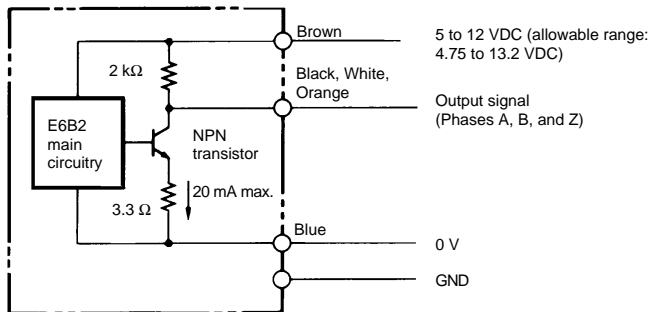 Brown
5 to 12 VDC (allowable range:
4.75 to 13.2 VDC)
2 kΩ
Black, White,
Orange
Output signal
(Phases A, B, and Z)
E6B2
main
circuitry
NPN
transistor
20 mA max.
3.3 Ω
Blue
0 V
GND